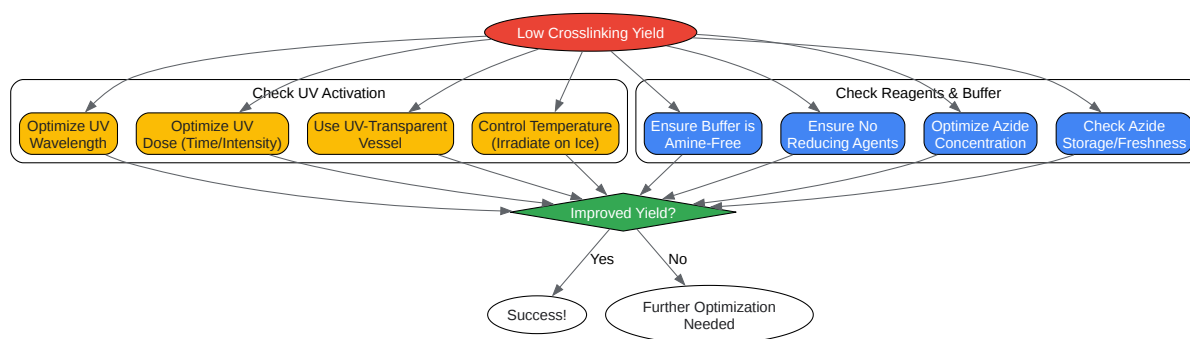 Low Crosslinking Yield
Check UV Activation
Check Reagents & Buffer
Optimize UV
Wavelength
Optimize UV
Dose (Time/Intensity)
Use UV-Transparent
Vessel
Control Temperature
(Irradiate on Ice)
Ensure Buffer is
Amine-Free
Ensure No
Reducing Agents
Optimize Azide
Concentration
Check Azide
Storage/Freshness
Improved Yield?
Yes
No
Success!
Further Optimization
Needed